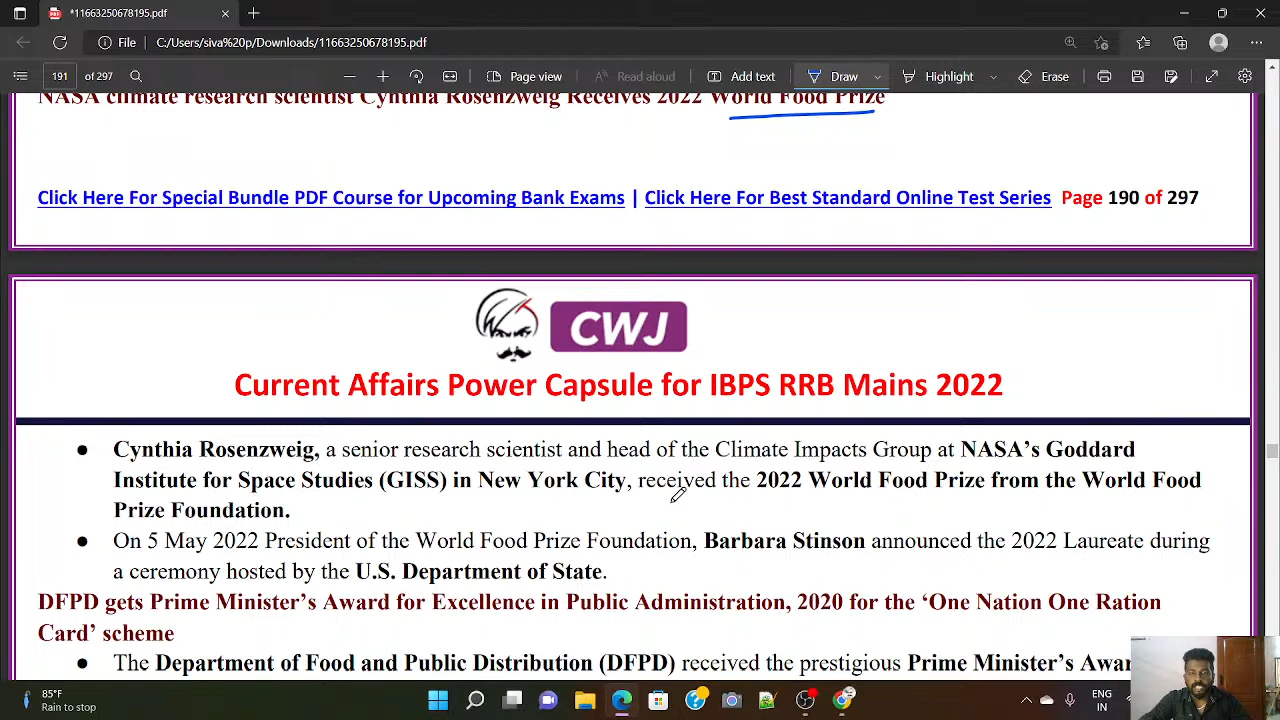 *11663250678195.pdf
File C:/Users/siva%20p/Downloads/11663250678195.pdf
191 of 297 Page view Read aloud Add text Draw Highlight Erase
NASA climate research scientist Cynthia Rosenzweig Receives 2022 World Food Prize
Click Here For Special Bundle PDF Course for Upcoming Bank Exams | Click Here For Best Standard Online Test Series Page 190 of 297
CWJ
Current Affairs Power Capsule for IBPS RRB Mains 2022
● Cynthia Rosenzweig, a senior research scientist and head of the Climate Impacts Group at NASA's Goddard
Institute for Space Studies (GISS) in New York City, received the 2022 World Food Prize from the World Food
Prize Foundation.
● On 5 May 2022 President of the World Food Prize Foundation, Barbara Stinson announced the 2022 Laureate during
a ceremony hosted by the U.S. Department of State.
DFPD gets Prime Minister's Award for Excellence in Public Administration, 2020 for the 'One Nation One Ration
Card' scheme
● The Department of Food and Public Distribution (DFPD) received the prestigious Prime Minister's
85°F
Rain to stop
ENG
IN